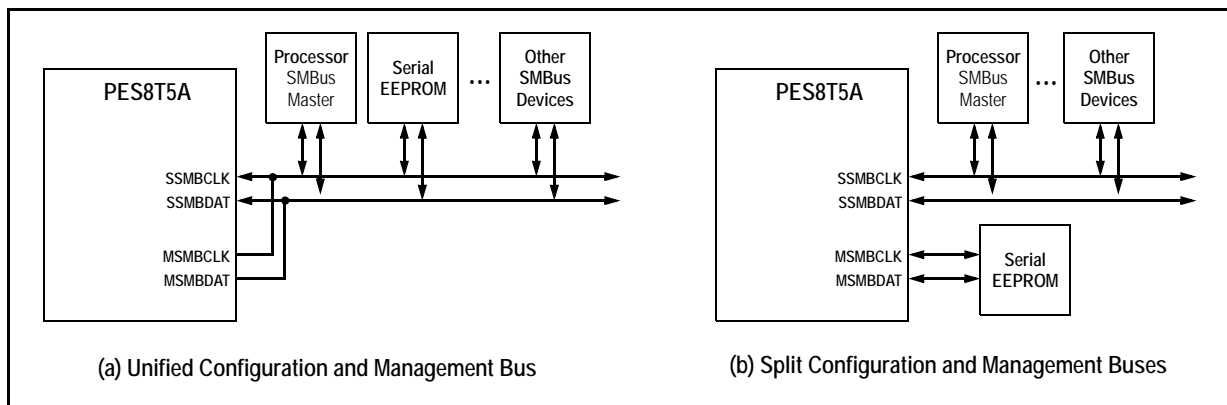 PES8T5A
Processor
SMBus
Master
Serial
EEPROM
...
Other
SMBus
Devices
SSMBCLK
SSMBDAT
MSMBCLK
MSMBDAT
(a) Unified Configuration and Management Bus
PES8T5A
Processor
SMBus
Master
...
Other
SMBus
Devices
SSMBCLK
SSMBDAT
MSMBCLK
MSMBDAT
Serial
EEPROM
(b) Split Configuration and Management Buses